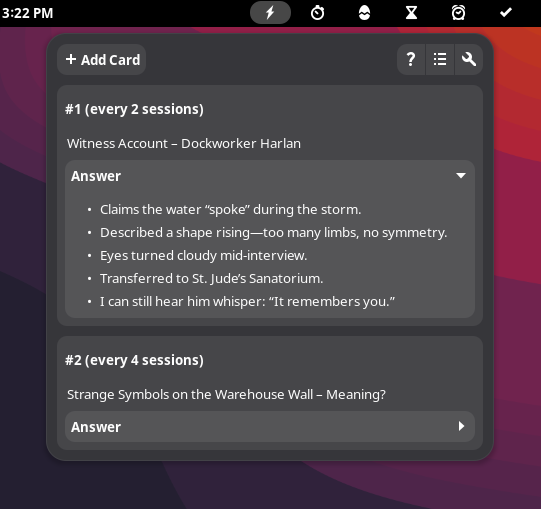 3:22 PM
+ Add Card
?
#1 (every 2 sessions)
Witness Account – Dockworker Harlan
Answer
• Claims the water “spoke” during the storm.
• Described a shape rising—too many limbs, no symmetry.
• Eyes turned cloudy mid-interview.
• Transferred to St. Jude’s Sanatorium.
• I can still hear him whisper: “It remembers you.”
#2 (every 4 sessions)
Strange Symbols on the Warehouse Wall – Meaning?
Answer